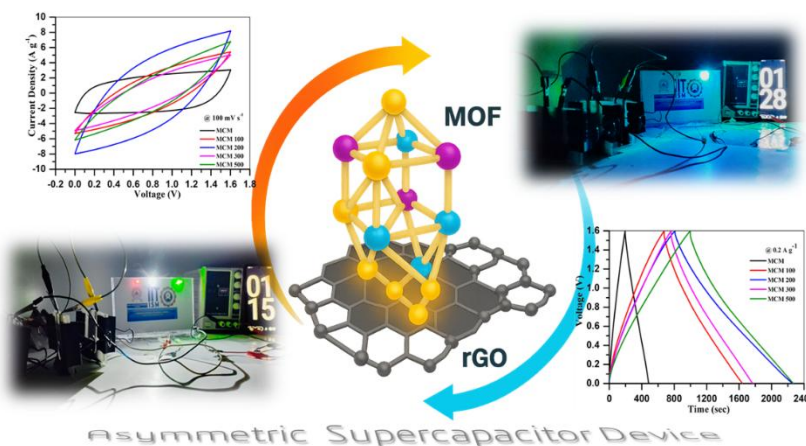 Current Density (A g⁻¹)
8
6
4
2
0
-2
-4
-6
-8
-10
@ 100 mV s⁻¹
MCM
MCM 100
MCM 200
MCM 300
MCM 500
-0.2 0.0 0.2 0.4 0.6 0.8 1.0 1.2 1.4 1.6 1.8
Voltage (V)
MOF
rGO
01
28
01
15
Voltage (V)
1.6
1.4
1.2
1.0
0.8
0.6
0.4
0.2
0.0
@ 0.2 A g⁻¹
MCM
MCM 100
MCM 200
MCM 300
MCM 500
0 400 800 1200 1600 2000 240
Time (sec)
Asymmetric Supercapacitor Device